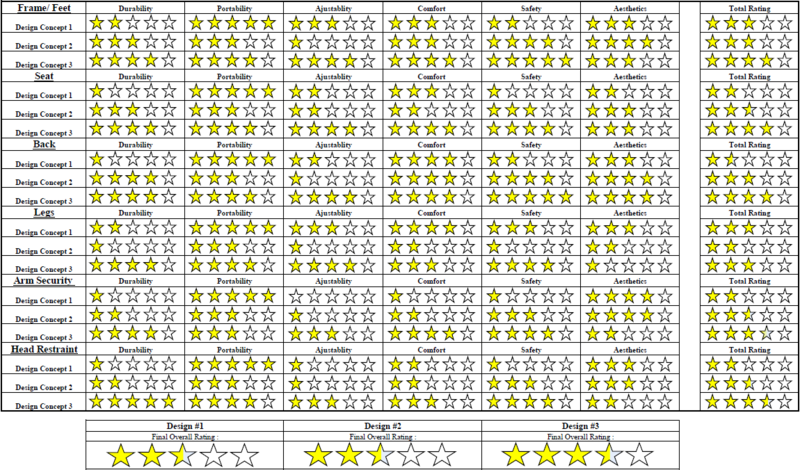 Frame/ Feet Durability Portability Ajustablity Comfort Safety Aesthetics Total Rating
Design Concept 1
Design Concept 2
Design Concept 3
Seat Durability Portability Ajustablity Comfort Safety Aesthetics Total Rating
Design Concept 1
Design Concept 2
Design Concept 3
Back Durability Portability Ajustablity Comfort Safety Aesthetics Total Rating
Design Concept 1
Design Concept 2
Design Concept 3
Legs Durability Portability Ajustablity Comfort Safety Aesthetics Total Rating
Design Concept 1
Design Concept 2
Design Concept 3
Arm Security Durability Portability Ajustablity Comfort Safety Aesthetics Total Rating
Design Concept 1
Design Concept 2
Design Concept 3
Head Restraint Durability Portability Ajustablity Comfort Safety Aesthetics Total Rating
Design Concept 1
Design Concept 2
Design Concept 3
Design #1 Design #2 Design #3
Final Overall Rating : Final Overall Rating : Final Overall Rating :